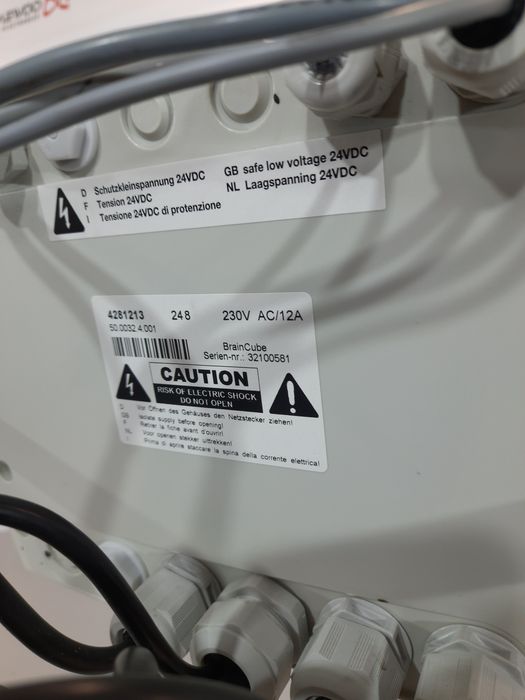 D Schutzkleinspannung 24VDC GB safe low voltage 24VDC
F Tension 24VDC NL Laagspanning 24VDC
I Tensione 24VDC di protenzione
4281213 248 230V AC/12A
50.0032 4.001
BrainCube
Serien-nr.: 32100581
CAUTION
RISK OF ELECTRIC SHOCK
DO NOT OPEN
D Vor Öffnen des Gehäuses den Netzstecker ziehen!
GB Isolate supply before opening!
F Retirer la fiche avant d'ouvrir!
NL Voor openen stekker uittrekken!
I Prima di aprire staccare la spina della corrente elettrica!